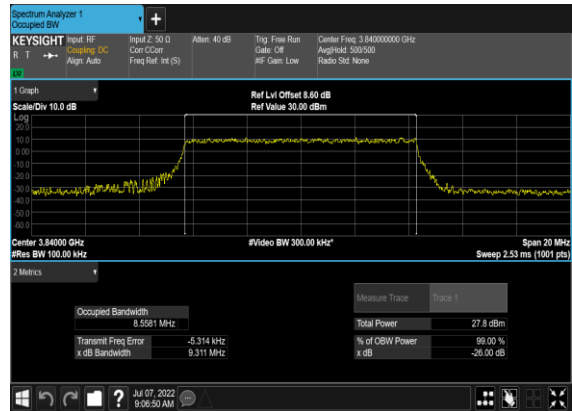 Spectrum Analyzer 1
Occupied BW
+
KEYSIGHT Input: RF Input Z: 50 Ω Atten: 40 dB Trig: Free Run Center Freq: 3.840000000 GHz
R T Coupling: DC Corr CCorr Gate: Off Avg|Hold: 500/500
Align: Auto Freq Ref: Int (S) #IF Gain: Low Radio Std: None
1 Graph
Ref Lvl Offset 8.60 dB
Scale/Div 10.0 dB Ref Value 30.00 dBm
Log
20.0
10.0
0.00
-10.0
-20.0
-30.0
-40.0
-50.0
-60.0
Center 3.84000 GHz #Video BW 300.00 kHz* Span 20 MHz
#Res BW 100.00 kHz Sweep 2.53 ms (1001 pts)
2 Metrics
Measure Trace Trace 1
Occupied Bandwidth
8.5581 MHz Total Power 27.8 dBm
Transmit Freq Error -5.314 kHz % of OBW Power 99.00 %
x dB Bandwidth 9.311 MHz x dB -26.00 dB
? Jul 07, 2022
9:06:50 AM